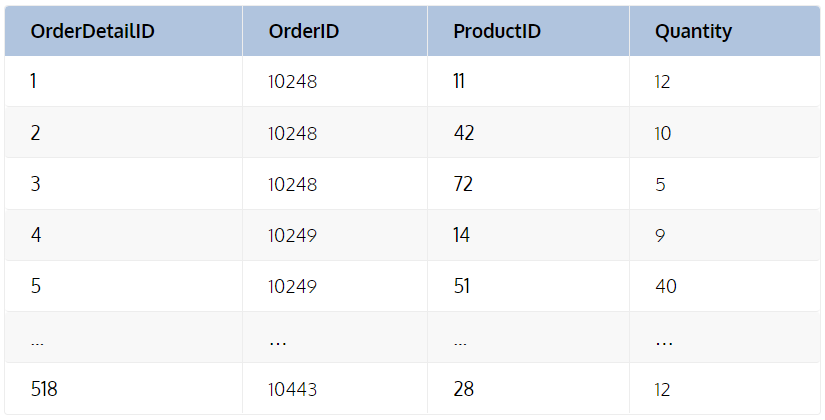 OrderDetailID OrderID ProductID Quantity
1 10248 11 12
2 10248 42 10
3 10248 72 5
4 10249 14 9
5 10249 51 40
... ... ... ...
518 10443 28 12